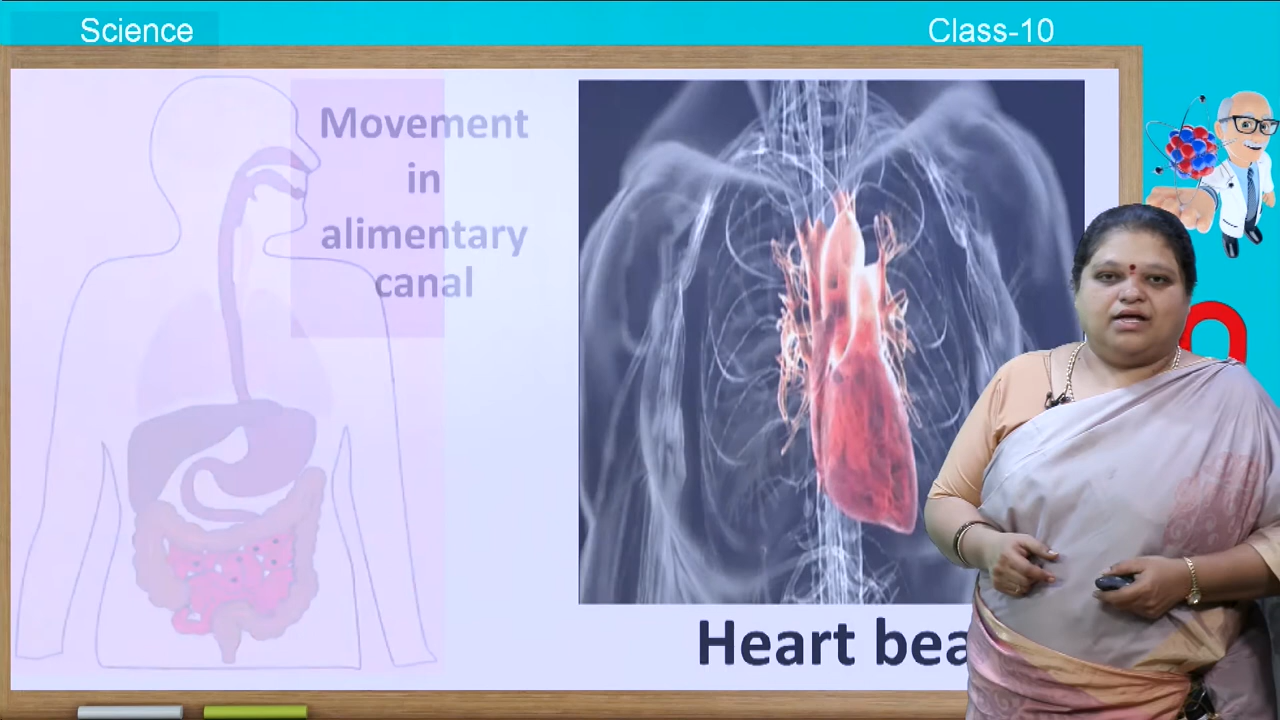 Science
Class-10
Movement
in
alimentary
canal
Heart bea